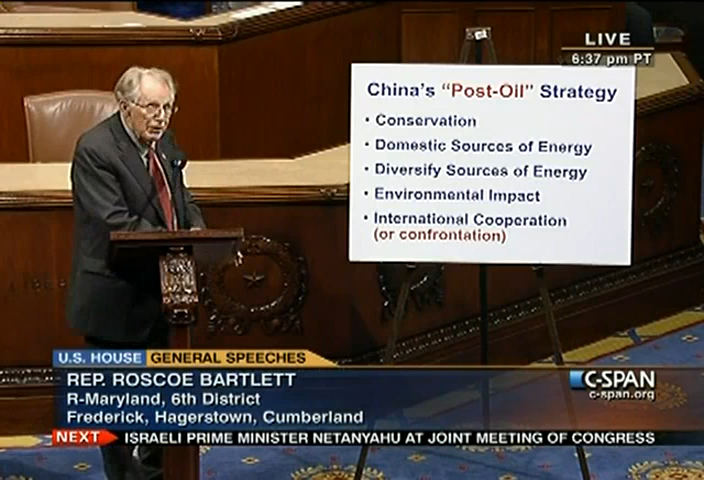 LIVE
6:37 pm PT
China's "Post-Oil" Strategy
• Conservation
• Domestic Sources of Energy
• Diversify Sources of Energy
• Environmental Impact
• International Cooperation
(or confrontation)
U.S. HOUSE GENERAL SPEECHES
REP. ROSCOE BARTLETT
R-Maryland, 6th District
Frederick, Hagerstown, Cumberland
C-SPAN
c-span.org
NEXT ISRAELI PRIME MINISTER NETANYAHU AT JOINT MEETING OF CONGRESS